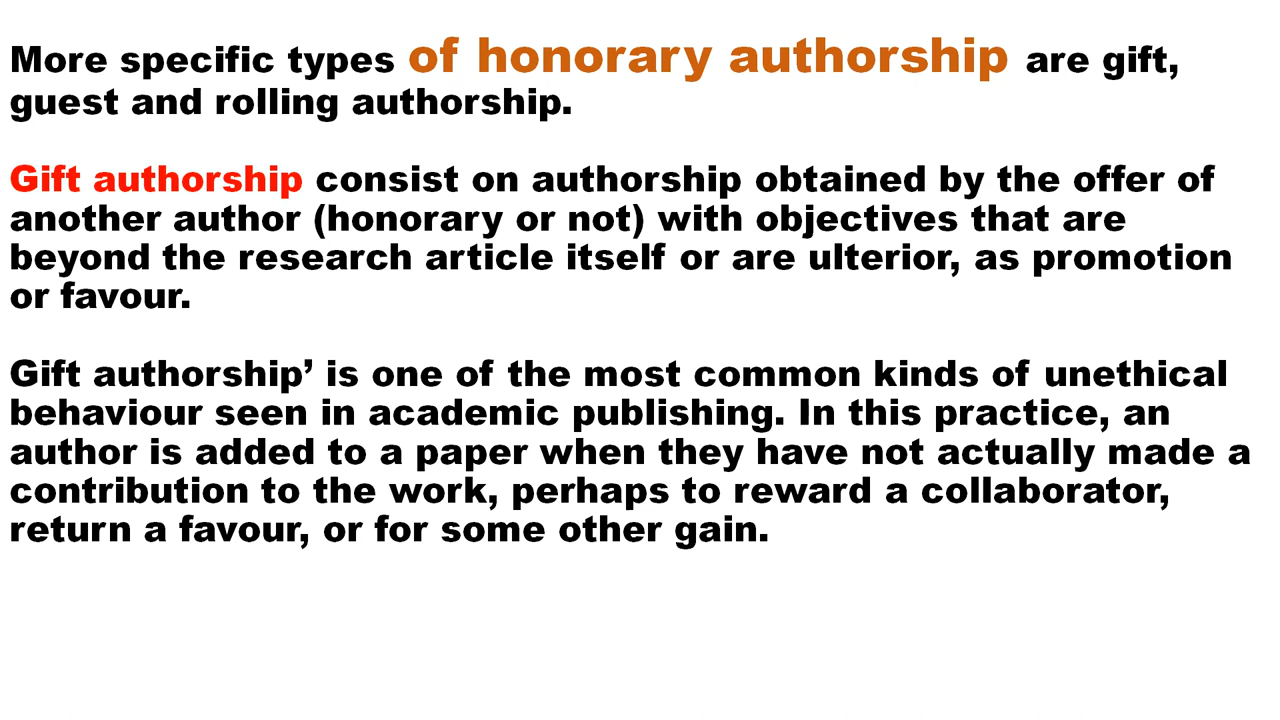 More specific types of honorary authorship are gift,
guest and rolling authorship.
Gift authorship consist on authorship obtained by the offer of
another author (honorary or not) with objectives that are
beyond the research article itself or are ulterior, as promotion
or favour.
Gift authorship’ is one of the most common kinds of unethical
behaviour seen in academic publishing. In this practice, an
author is added to a paper when they have not actually made a
contribution to the work, perhaps to reward a collaborator,
return a favour, or for some other gain.